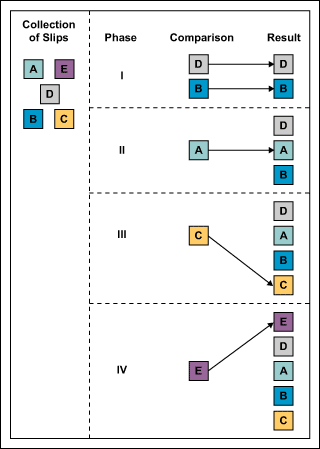 Collection
of Slips
Phase Comparison Result
A E
D
B C
I
D D
B B
II
D
A A
B
III
D
C A
B
C
IV
E
D
E A
B
C